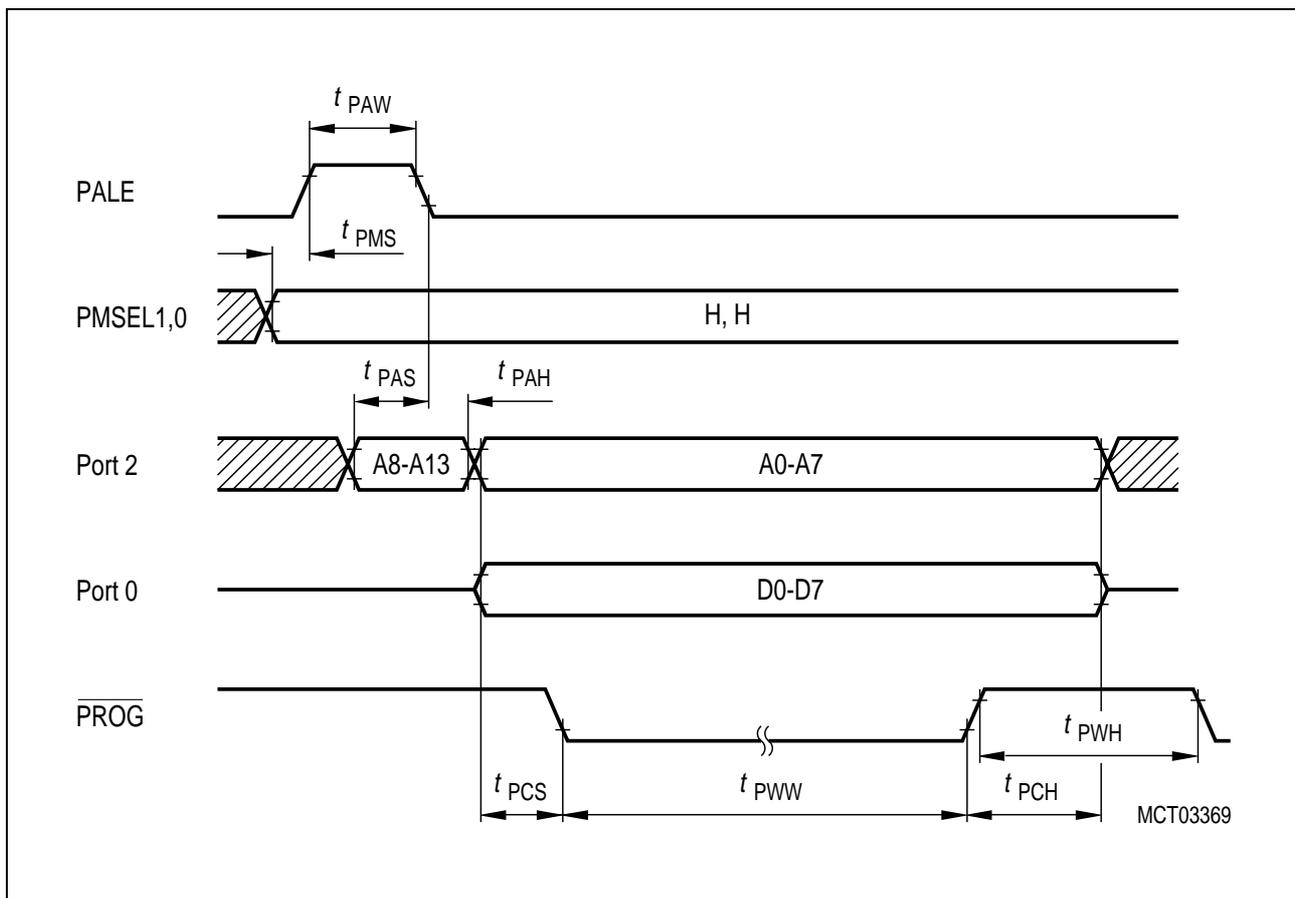 t PAW
PALE
t PMS
PMSEL1,0
H, H
t PAS
t PAH
Port 2
A8-A13
A0-A7
Port 0
D0-D7
PROG
t PWH
t PCS
t PWW
t PCH
MCT03369